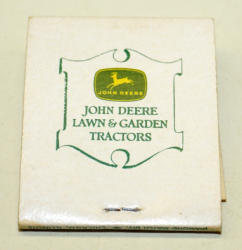 JOHN DEERE
JOHN DEERE
LAWN & GARDEN
TRACTORS